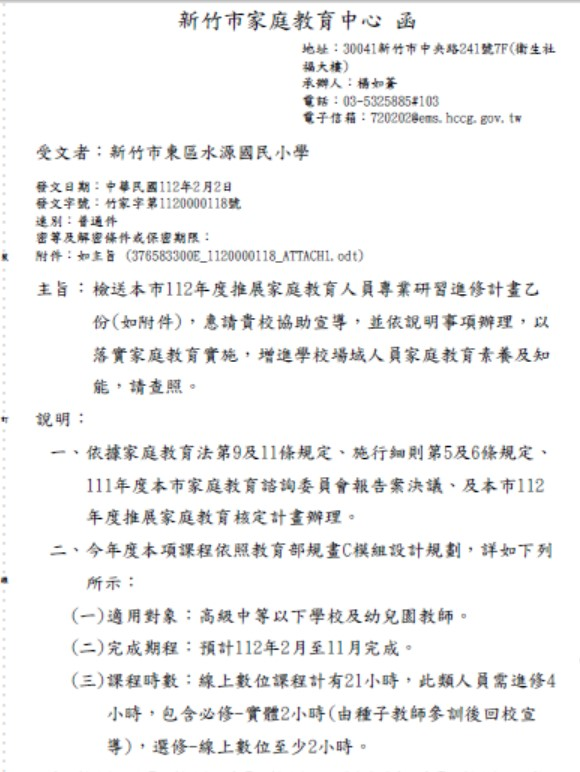 新竹市家庭教育中心 函
地址：30041新竹市中央路241號7F(衛生社
福大樓)
承辦人：楊如蒼
電話：03-5325885#103
電子信箱：720202@ems.hccg.gov.tw
受文者：新竹市東區水源國民小學
發文日期：中華民國112年2月2日
發文字號：竹家字第1120000118號
速別：普通件
密等及解密條件或保密期限：
附件：如主旨 (376583300E_1120000118_ATTACH1.odt)
主旨：檢送本市112年度推展家庭教育人員專業研習進修計畫乙
份(如附件)，惠請貴校協助宣導，並依說明事項辦理，以
落實家庭教育實施，增進學校場域人員家庭教育素養及知
能，請查照。
說明：
一、依據家庭教育法第9及11條規定、施行細則第5及6條規定、
111年度本市家庭教育諮詢委員會報告案決議、及本市112
年度推展家庭教育核定計畫辦理。
二、今年度本項課程依照教育部規畫C模組設計規劃，詳如下列
所示：
(一)適用對象：高級中等以下學校及幼兒園教師。
(二)完成期程：預計112年2月至11月完成。
(三)課程時數：線上數位課程計有21小時，此類人員需進修4
小時，包含必修-實體2小時(由種子教師參訓後回校宣
導)，選修-線上數位至少2小時。